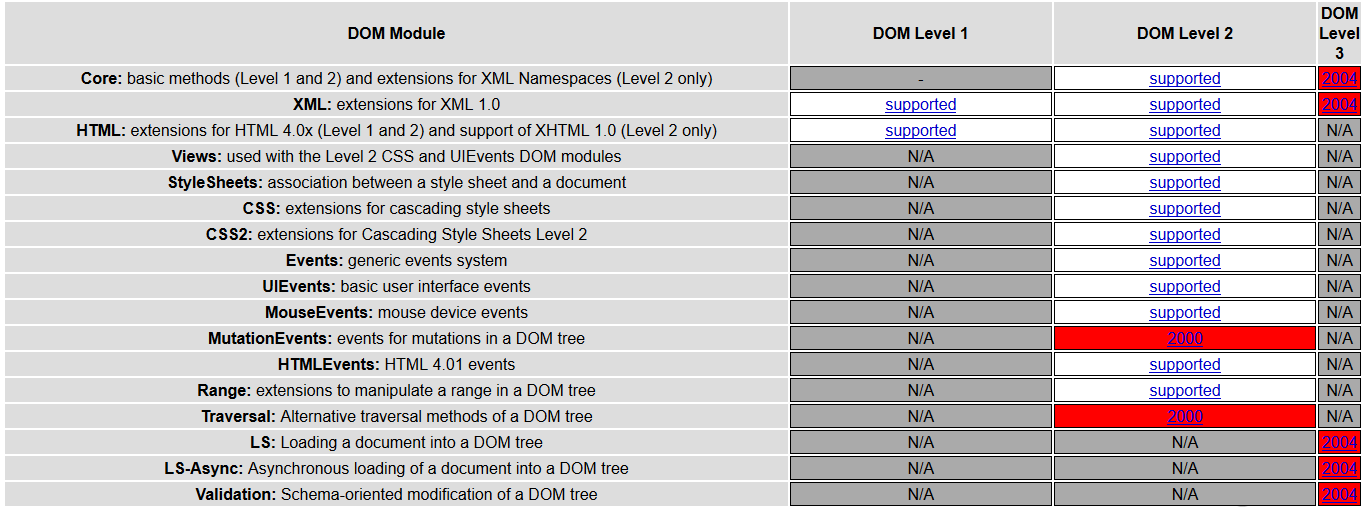 DOM Module DOM Level 1 DOM Level 2 DOM Level 3
Core: basic methods (Level 1 and 2) and extensions for XML Namespaces (Level 2 only) - supported 2004
XML: extensions for XML 1.0 supported supported 2004
HTML: extensions for HTML 4.0x (Level 1 and 2) and support of XHTML 1.0 (Level 2 only) supported supported N/A
Views: used with the Level 2 CSS and UIEvents DOM modules N/A supported N/A
StyleSheets: association between a style sheet and a document N/A supported N/A
CSS: extensions for cascading style sheets N/A supported N/A
CSS2: extensions for Cascading Style Sheets Level 2 N/A supported N/A
Events: generic events system N/A supported N/A
UIEvents: basic user interface events N/A supported N/A
MouseEvents: mouse device events N/A supported N/A
MutationEvents: events for mutations in a DOM tree N/A 2000 N/A
HTMLEvents: HTML 4.01 events N/A supported N/A
Range: extensions to manipulate a range in a DOM tree N/A supported N/A
Traversal: Alternative traversal methods of a DOM tree N/A 2000 N/A
LS: Loading a document into a DOM tree N/A N/A 2004
LS-Async: Asynchronous loading of a document into a DOM tree N/A N/A 2004
Validation: Schema-oriented modification of a DOM tree N/A N/A 2004